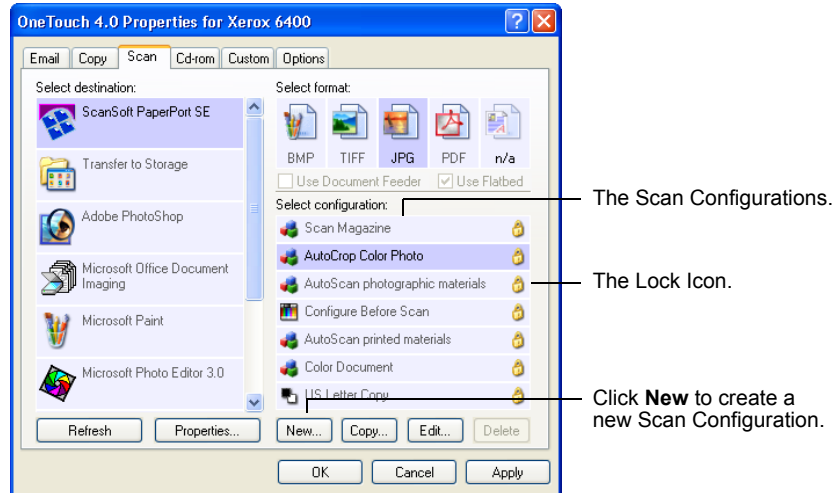 OneTouch 4.0 Properties for Xerox 6400
Email Copy Scan Cd-rom Custom Options
Select destination:
ScanSoft PaperPort SE
Transfer to Storage
Adobe PhotoShop
Microsoft Office Document
Imaging
Microsoft Paint
Microsoft Photo Editor 3.0
Refresh Properties...
Select format:
BMP TIFF JPG PDF n/a
Use Document Feeder Use Flatbed
Select configuration:
Scan Magazine
AutoCrop Color Photo
AutoScan photographic materials
Configure Before Scan
AutoScan printed materials
Color Document
US Letter Copy
New... Copy... Edit... Delete
OK Cancel Apply
The Scan Configurations.
The Lock Icon.
Click New to create a
new Scan Configuration.